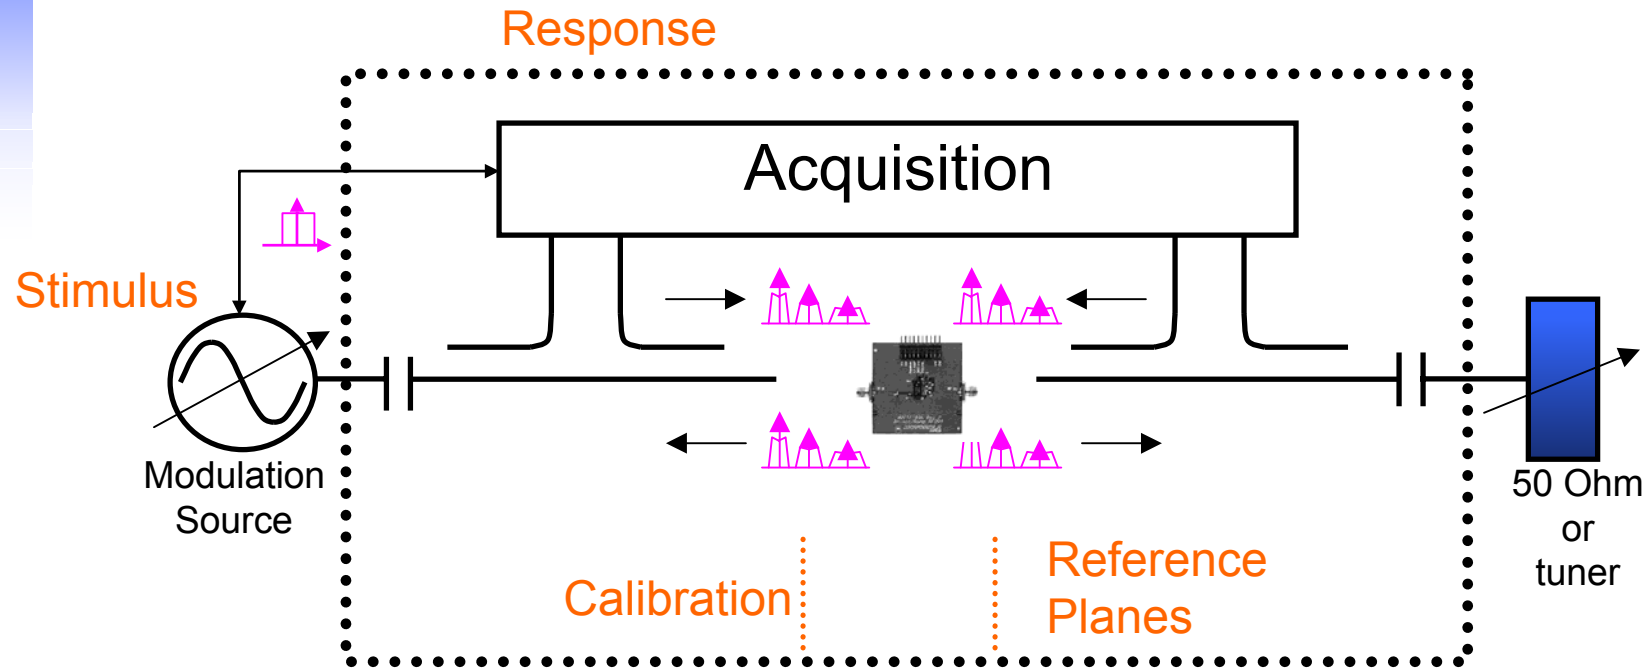 Response
Acquisition
Stimulus
Modulation
Source
50 Ohm
or
tuner
Calibration
Reference
Planes